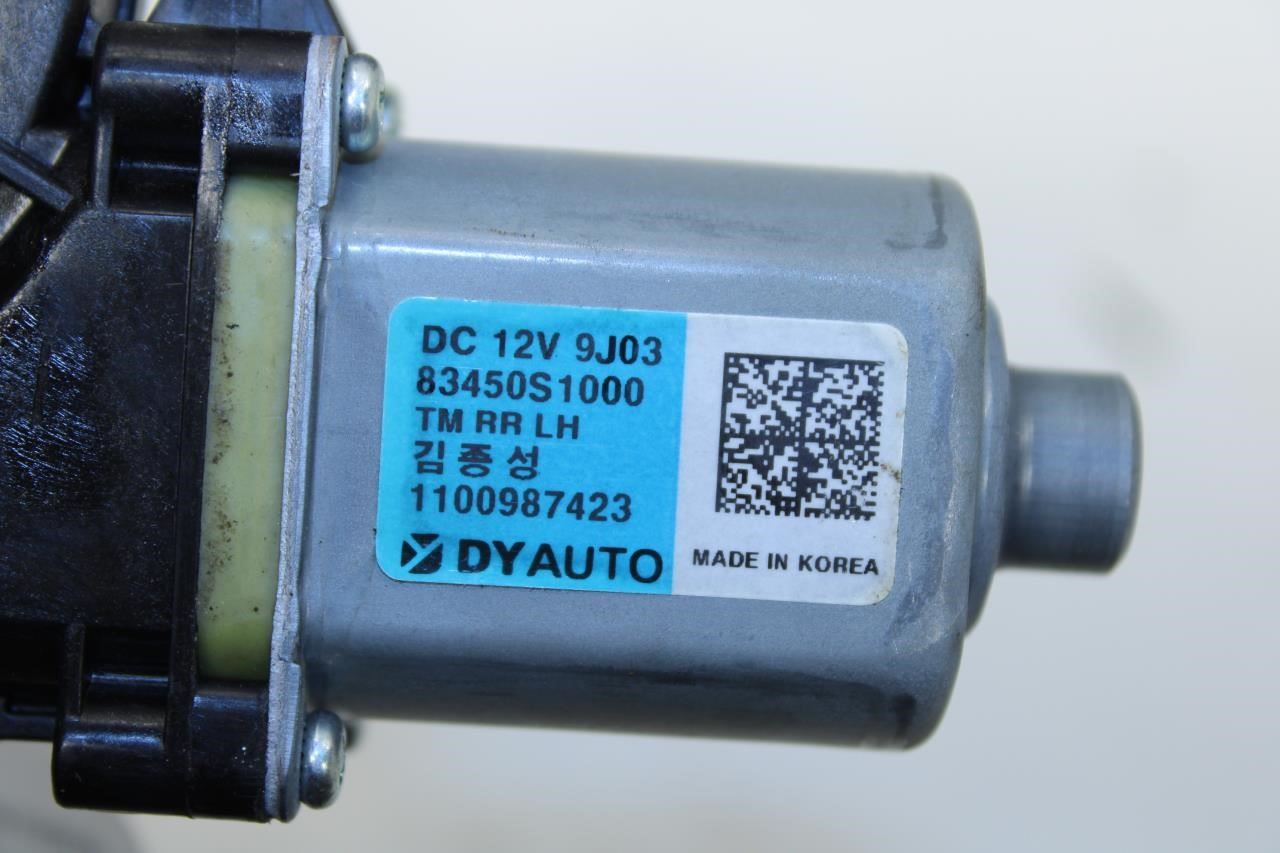 DC 12V 9J03
83450S1000
TM RR LH
김종성
1100987423
DYAUTO
MADE IN KOREA